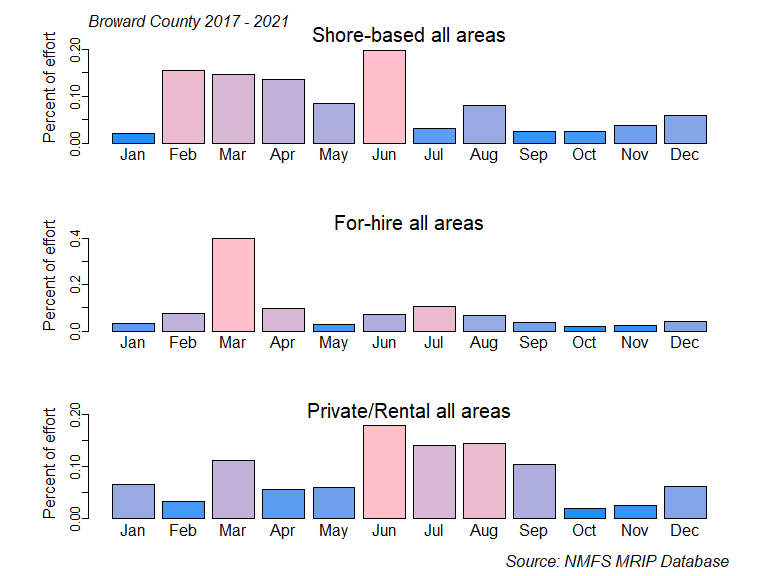 Broward County 2017 - 2021
Shore-based all areas
Percent of effort
0.00 0.10 0.20
Jan Feb Mar Apr May Jun Jul Aug Sep Oct Nov Dec
For-hire all areas
Percent of effort
0.0 0.2 0.4
Jan Feb Mar Apr May Jun Jul Aug Sep Oct Nov Dec
Private/Rental all areas
Percent of effort
0.00 0.10 0.20
Jan Feb Mar Apr May Jun Jul Aug Sep Oct Nov Dec
Source: NMFS MRIP Database